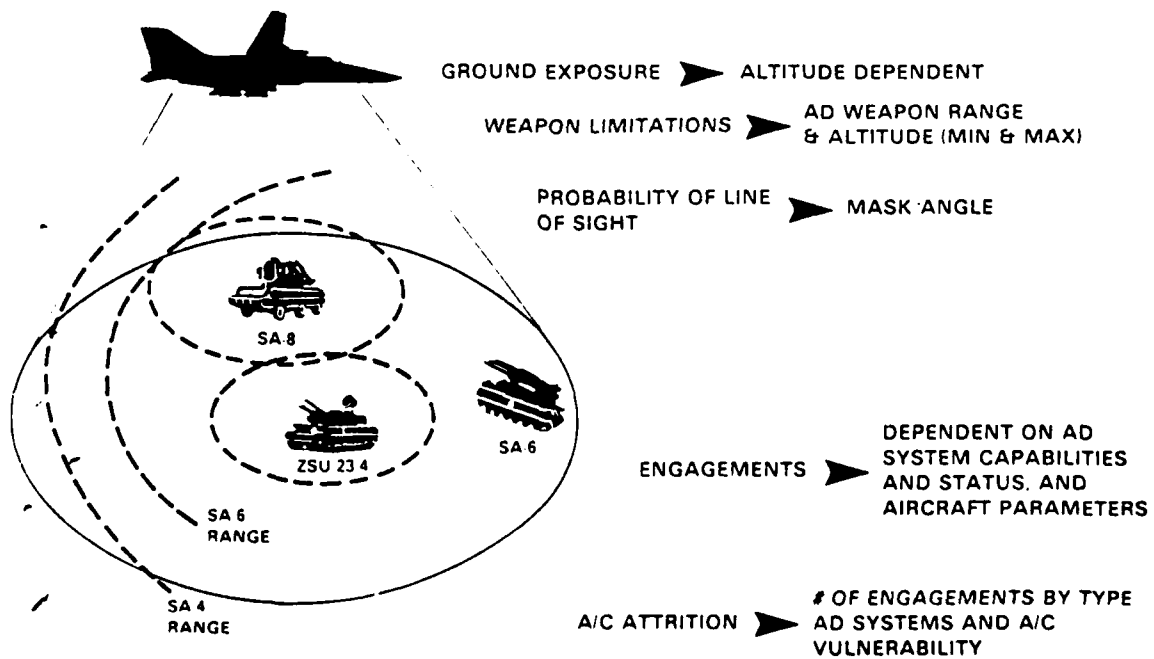 GROUND EXPOSURE
ALTITUDE DEPENDENT
WEAPON LIMITATIONS
AD WEAPON RANGE
& ALTITUDE (MIN & MAX)
PROBABILITY OF LINE
OF SIGHT
MASK ANGLE
SA-8
ZSU 23 4
SA-6
SA 6
RANGE
SA 4
RANGE
ENGAGEMENTS
DEPENDENT ON AD
SYSTEM CAPABILITIES
AND STATUS, AND
AIRCRAFT PARAMETERS
A/C ATTRITION
# OF ENGAGEMENTS BY TYPE
AD SYSTEMS AND A/C
VULNERABILITY